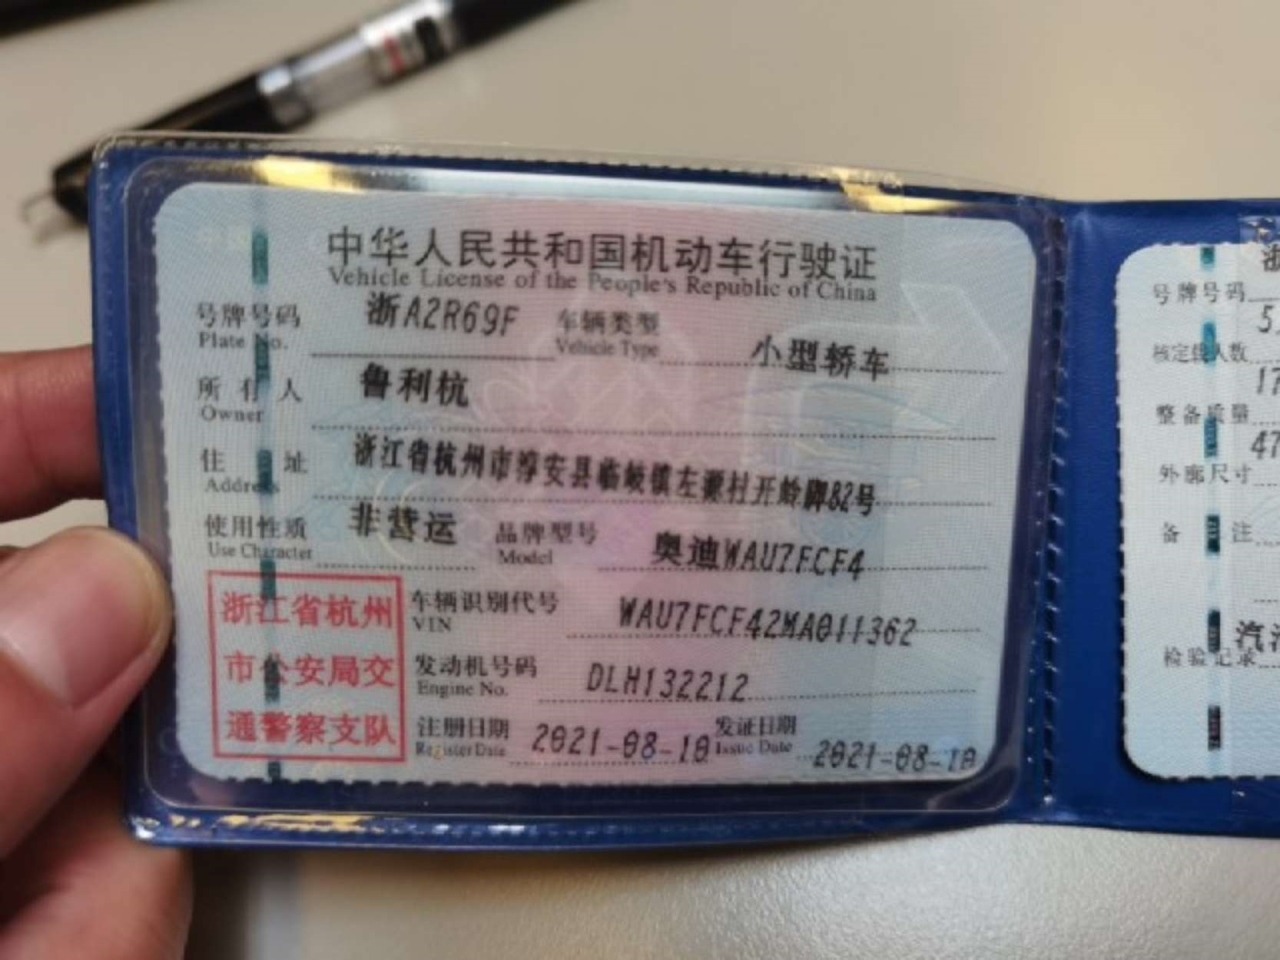 中华人民共和国机动车行驶证
Vehicle License of the People's Republic of China
号牌号码 浙A2R69F 车辆类型 小型轿车
Plate No. Vehicle Type
所有人 鲁利杭
Owner
住址 浙江省杭州市淳安县临岐镇左源村开岭脚82号
Address
使用性质 非营运 品牌型号 奥迪WAU7FCF4
Use Character Model
浙江省杭州
市公安局交
通警察支队
车辆识别代号 WAU7FCF42MA011362
VIN
发动机号码 DLH132212
Engine No.
注册日期 2021-08-10 发证日期 2021-08-10
Register Date Issue Date
号牌号码
核定载人数 5
17
整备质量
47
外廓尺寸
备注
检验记录